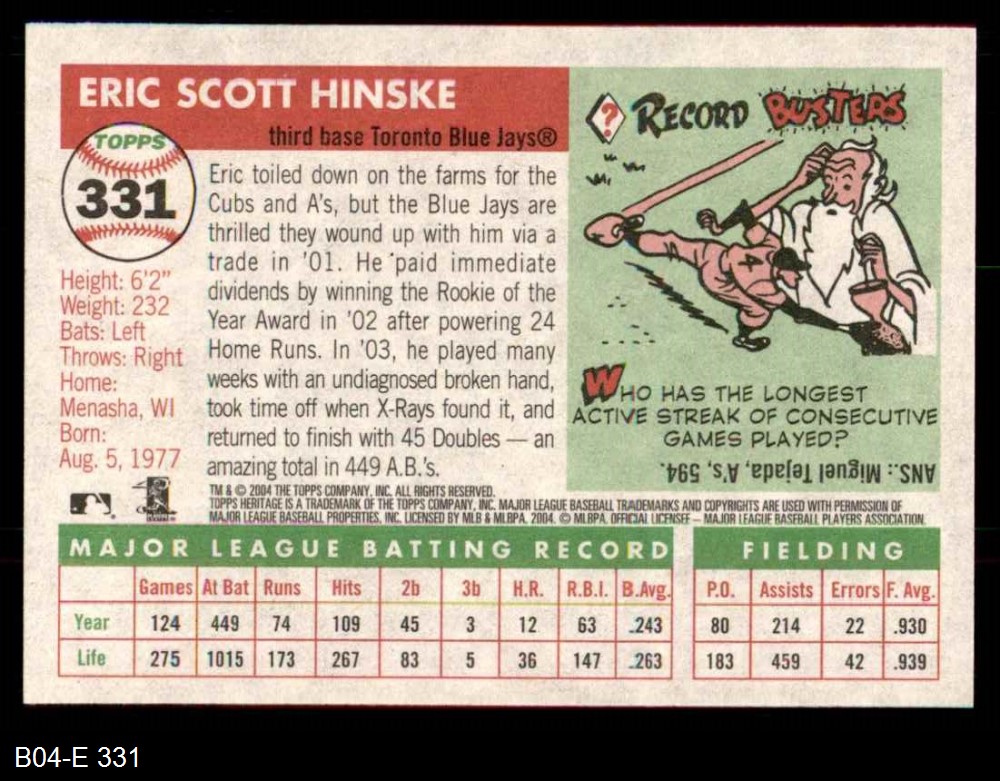 ERIC SCOTT HINSKE
third base Toronto Blue Jays®
TOPPS
331
Height: 6'2"
Weight: 232
Bats: Left
Throws: Right
Home:
Menasha, WI
Born:
Aug. 5, 1977
Eric toiled down on the farms for the
Cubs and A's, but the Blue Jays are
thrilled they wound up with him via a
trade in '01. He paid immediate
dividends by winning the Rookie of the
Year Award in '02 after powering 24
Home Runs. In '03, he played many
weeks with an undiagnosed broken hand,
took time off when X-Rays found it, and
returned to finish with 45 Doubles — an
amazing total in 449 A.B.'s.
? RECORD BUSTERS
4
WHO HAS THE LONGEST
ACTIVE STREAK OF CONSECUTIVE
GAMES PLAYED?
ANS.: Miguel Tejada, A's, 594.
TM & © 2004 THE TOPPS COMPANY, INC. ALL RIGHTS RESERVED.
TOPPS HERITAGE IS A TRADEMARK OF THE TOPPS COMPANY, INC. MAJOR LEAGUE BASEBALL TRADEMARKS AND COPYRIGHTS ARE USED WITH PERMISSION OF
MAJOR LEAGUE BASEBALL PROPERTIES, INC. LICENSED BY MLB & MLBPA, 2004. © MLBPA, OFFICIAL LICENSEE – MAJOR LEAGUE BASEBALL PLAYERS ASSOCIATION.
MAJOR LEAGUE BATTING RECORD
Games At Bat Runs Hits 2b 3b H.R. R.B.I. B.Avg.
Year 124 449 74 109 45 3 12 63 .243
Life 275 1015 173 267 83 5 36 147 .263
FIELDING
P.O. Assists Errors F. Avg.
80 214 22 .930
183 459 42 .939
B04-E 331